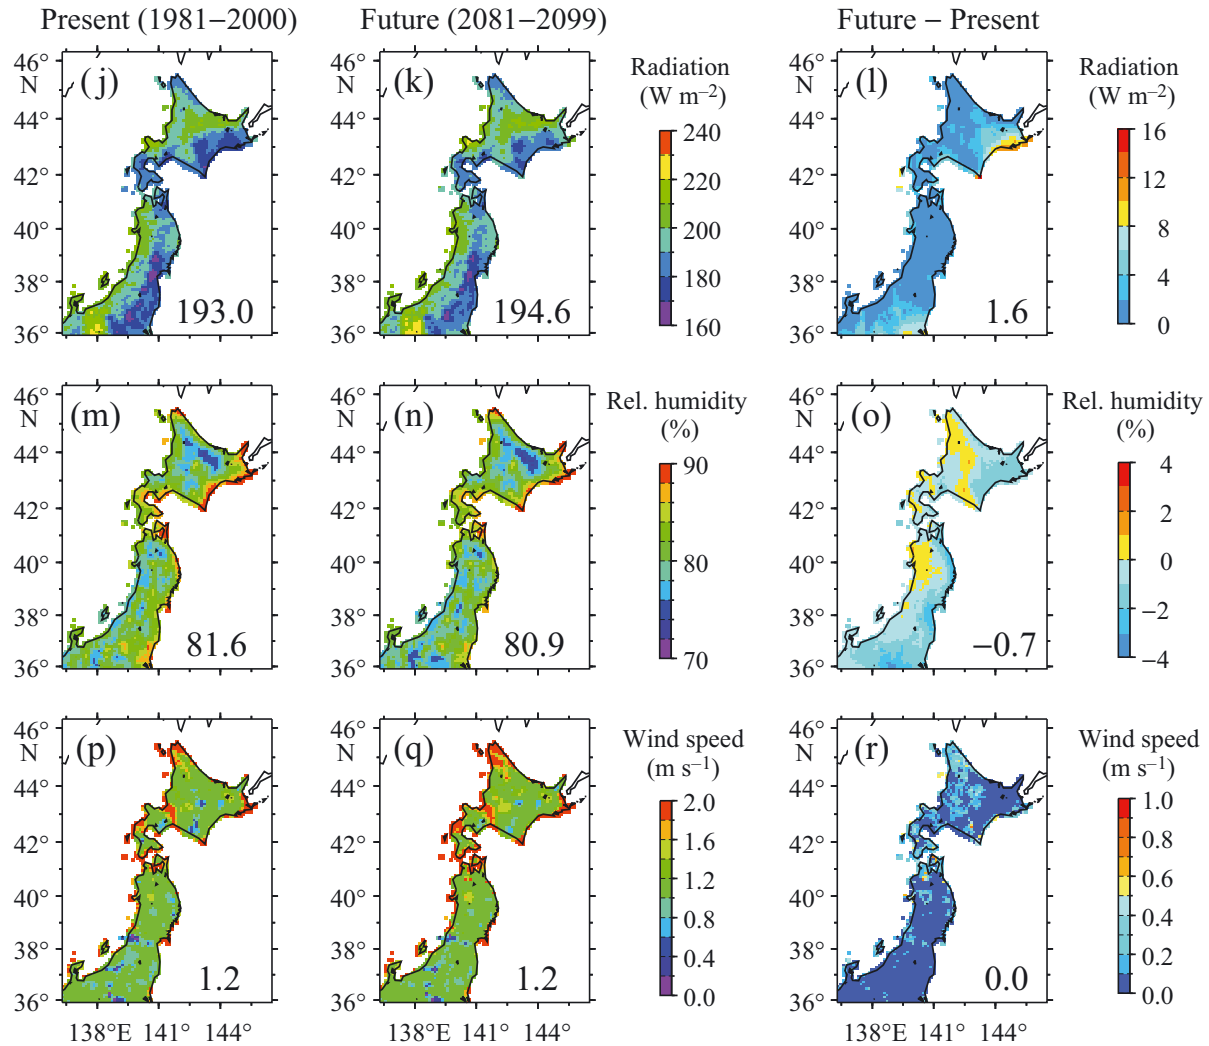 Present (1981–2000) Future (2081–2099) Future – Present
46° N 44° 42° 40° 38° 36° (j) 193.0
46° N 44° 42° 40° 38° 36° (k) 194.6
Radiation
(W m–2)
240
220
200
180
160
46° N 44° 42° 40° 38° 36° (l) 1.6
Radiation
(W m–2)
16
12
8
4
0
46° N 44° 42° 40° 38° 36° (m) 81.6
46° N 44° 42° 40° 38° 36° (n) 80.9
Rel. humidity
(%)
90
80
70
46° N 44° 42° 40° 38° 36° (o) –0.7
Rel. humidity
(%)
4
2
0
–2
–4
46° N 44° 42° 40° 38° 36° (p) 1.2
46° N 44° 42° 40° 38° 36° (q) 1.2
Wind speed
(m s–1)
2.0
1.6
1.2
0.8
0.4
0.0
46° N 44° 42° 40° 38° 36° (r) 0.0
Wind speed
(m s–1)
1.0
0.8
0.6
0.4
0.2
0.0
138°E 141° 144° 138°E 141° 144° 138°E 141° 144°